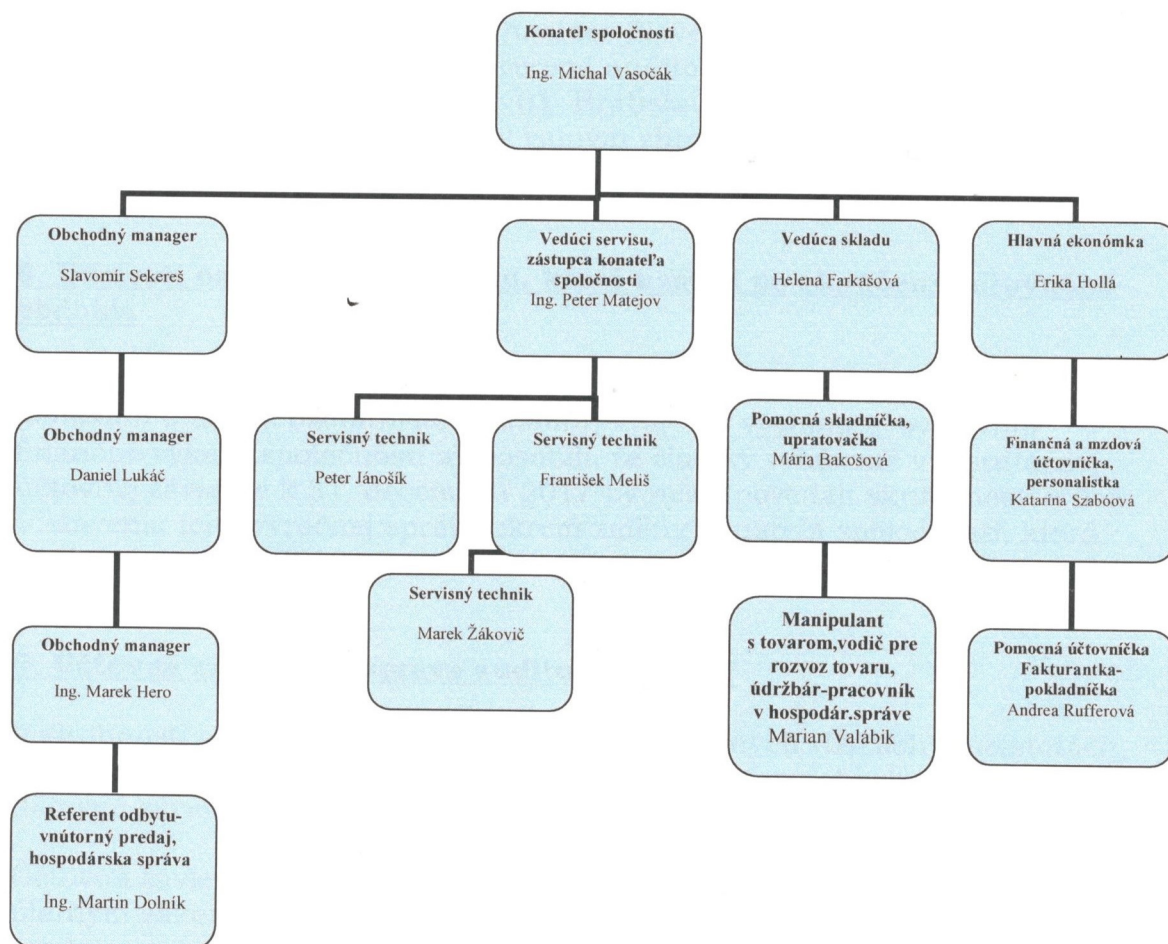 Konateľ spoločnosti
Ing. Michal Vasočák
Obchodný manager
Slavomír Sekereš
Vedúci servisu,
zástupca konateľa
spoločnosti
Ing. Peter Matejov
Vedúca skladu
Helena Farkašová
Hlavná ekonómka
Erika Hollá
Obchodný manager
Daniel Lukáč
Servisný technik
Peter Jánošík
Servisný technik
František Meliš
Pomocná skladníčka,
upratovačka
Mária Bakošová
Finančná a mzdová
účtovníčka,
personalistka
Katarína Szabóová
Servisný technik
Marek Žákovič
Obchodný manager
Ing. Marek Hero
Manipulant
s tovarom,vodič pre
rozvoz tovaru,
údržbár-pracovník
v hospodár.správe
Marian Valábik
Pomocná účtovníčka
Fakturantka-
pokladníčka
Andrea Rufferová
Referent odbytu-
vnútorný predaj,
hospodárska správa
Ing. Martin Dolník